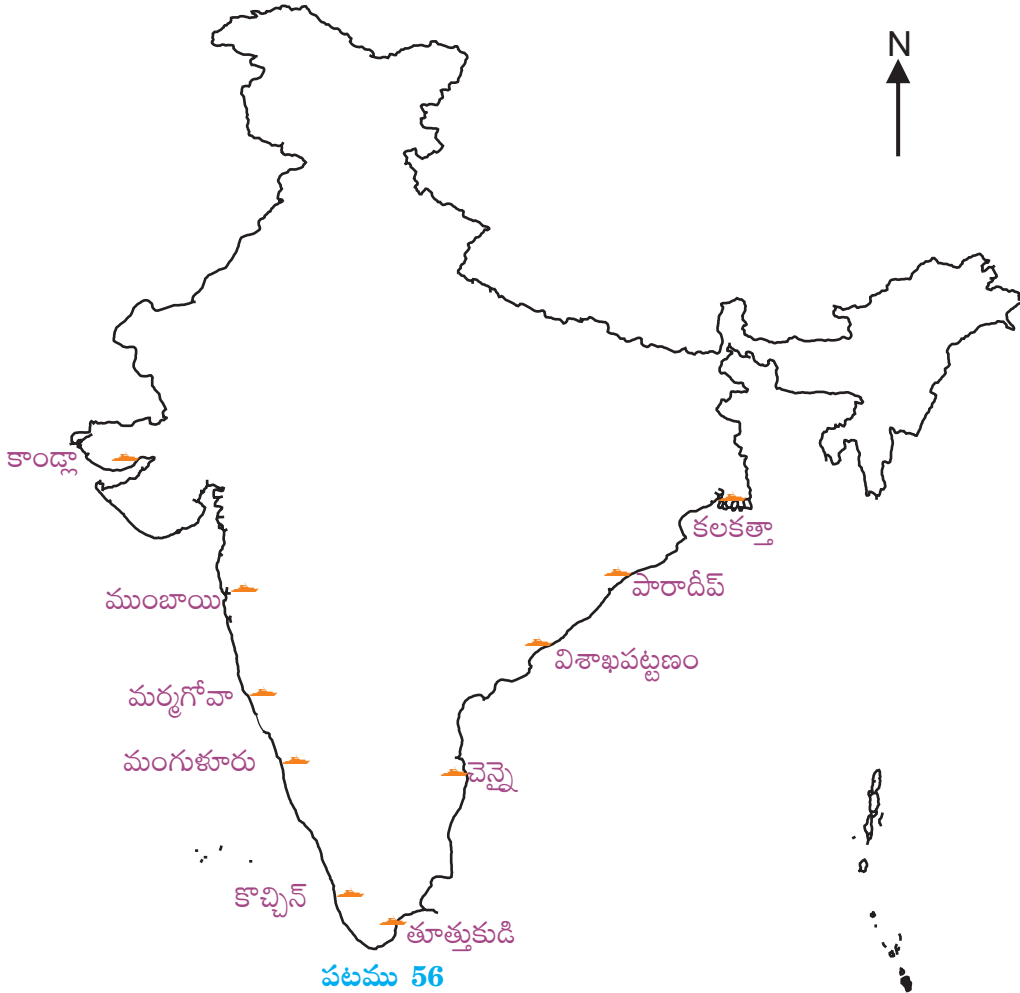 N
కాండ్లా
కలకత్తా
పారాదీప్
ముంబాయి
విశాఖపట్టణం
మర్మగోవా
మంగుళూరు
చెన్నై
కొచ్చిన్
తూత్తుకుడి
పటము 56